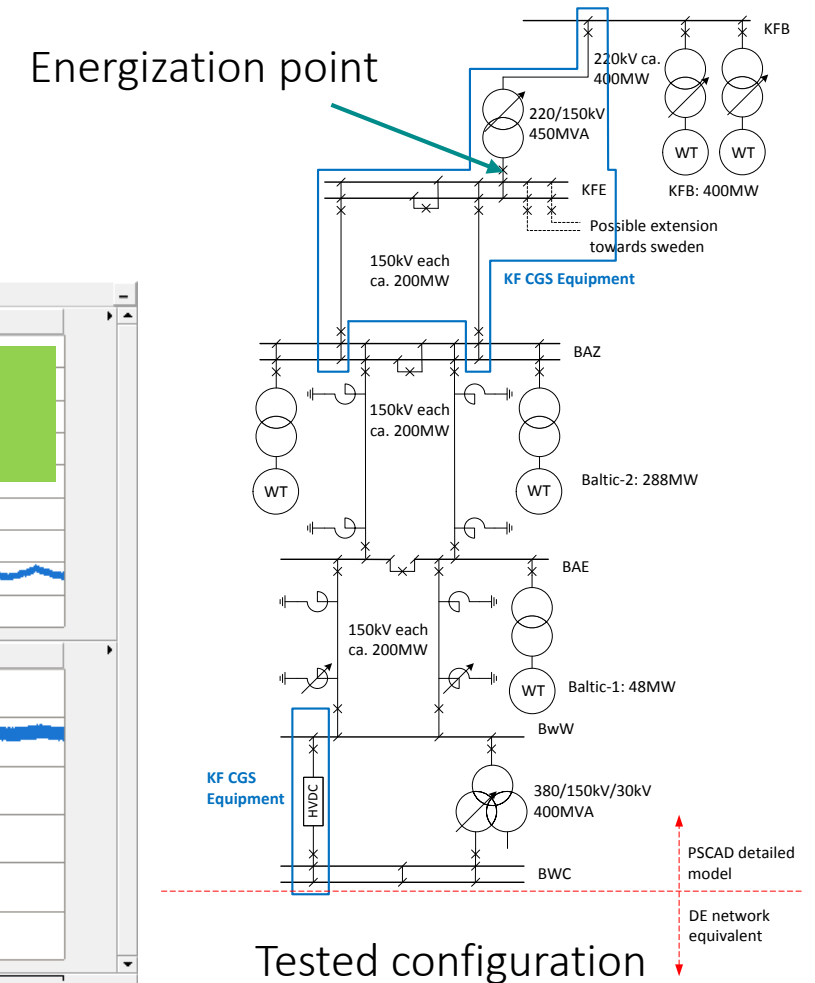 Energization point
KFB
220kV ca.
400MW
220/150kV
450MVA
WT
WT
KFB: 400MW
KFE
Possible extension
towards sweden
150kV each
ca. 200MW
KF CGS Equipment
BAZ
150kV each
ca. 200MW
WT
WT
Baltic-2: 288MW
BAE
150kV each
ca. 200MW
WT
Baltic-1: 48MW
BwW
KF CGS
Equipment
HVDC
380/150kV/30kV
400MVA
PSCAD detailed
model
BWC
DE network
equivalent
Tested configuration